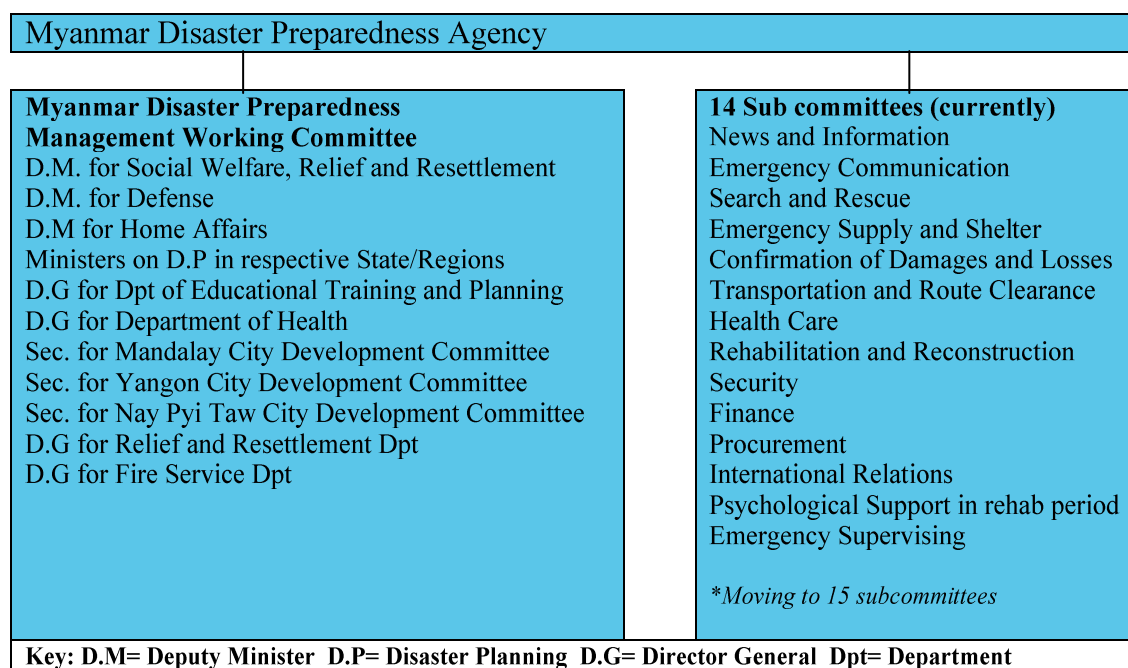 Myanmar Disaster Preparedness Agency
Myanmar Disaster Preparedness
Management Working Committee
D.M. for Social Welfare, Relief and Resettlement
D.M. for Defense
D.M for Home Affairs
Ministers on D.P in respective State/Regions
D.G for Dpt of Educational Training and Planning
D.G for Department of Health
Sec. for Mandalay City Development Committee
Sec. for Yangon City Development Committee
Sec. for Nay Pyi Taw City Development Committee
D.G for Relief and Resettlement Dpt
D.G for Fire Service Dpt
14 Sub committees (currently)
News and Information
Emergency Communication
Search and Rescue
Emergency Supply and Shelter
Confirmation of Damages and Losses
Transportation and Route Clearance
Health Care
Rehabilitation and Reconstruction
Security
Finance
Procurement
International Relations
Psychological Support in rehab period
Emergency Supervising
*Moving to 15 subcommittees
Key: D.M= Deputy Minister D.P= Disaster Planning D.G= Director General Dpt= Department